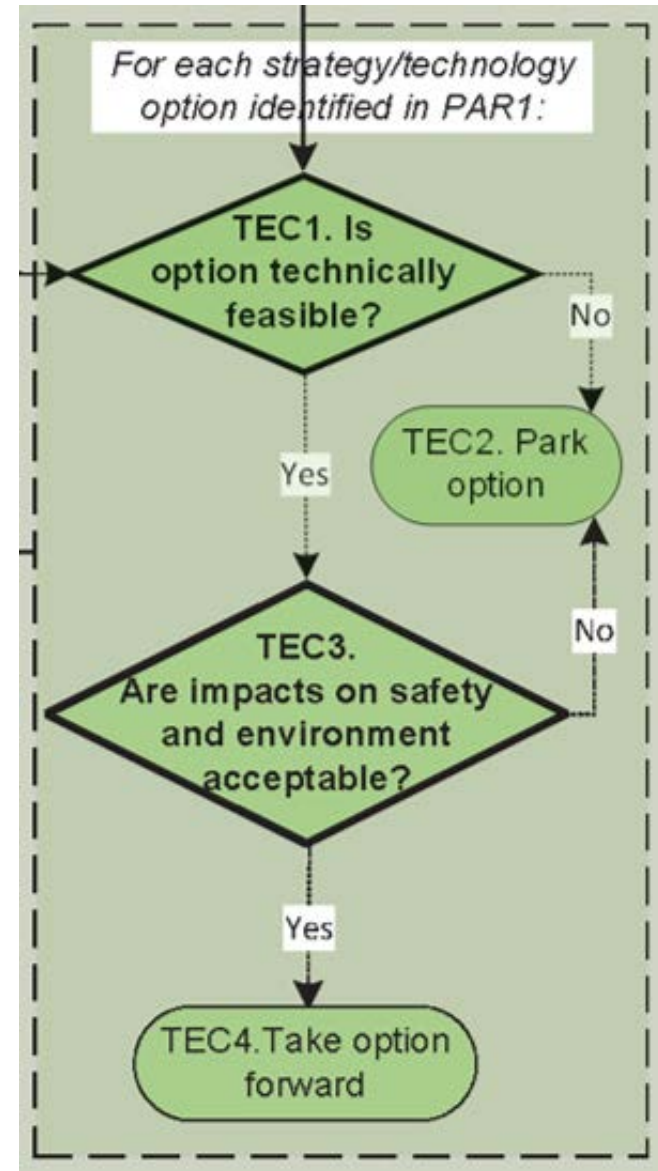 For each strategy/technology
option identified in PAR1:
TEC1. Is
option technically
feasible?
No
TEC2. Park
option
Yes
No
TEC3.
Are impacts on safety
and environment
acceptable?
Yes
TEC4.Take option
forward